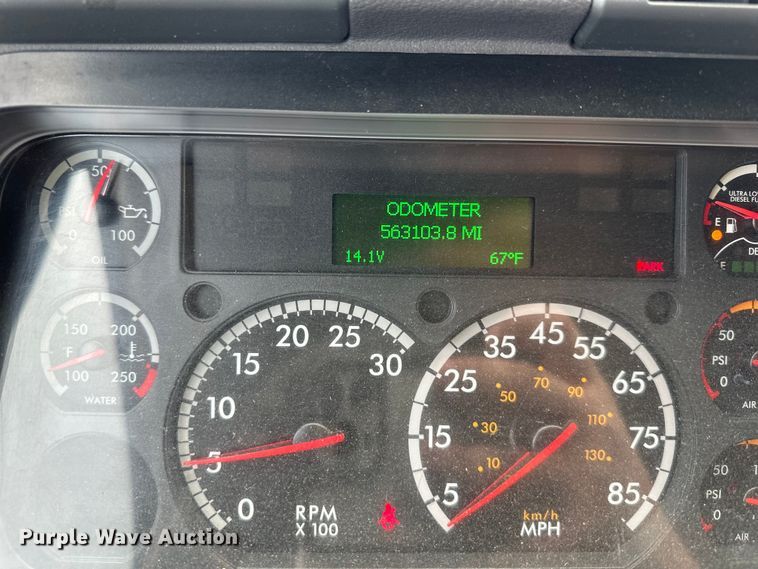 ODOMETER
563103.8 MI
14.1V 67°F
PARK
50
PSI
0 100
OIL
ULTRA LOW
DIESEL FU
E
DE
E
150 200
F
100 250
WATER
0 5 10 15 20 25 30
RPM
X 100
5 15 25 35 45 55 65 75 85
10 30 50 70 90 110 130
km/h
MPH
50
PSI
0
AIR
50
PSI
0
AIR
Purple Wave Auction